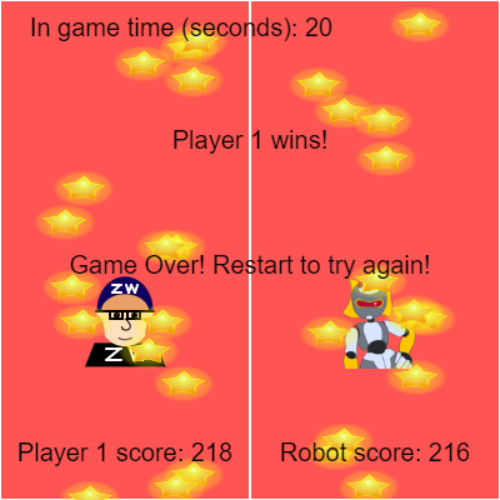 In game time (seconds): 20
Player 1 wins!
Game Over! Restart to try again!
ZW
Z
Player 1 score: 218
Robot score: 216